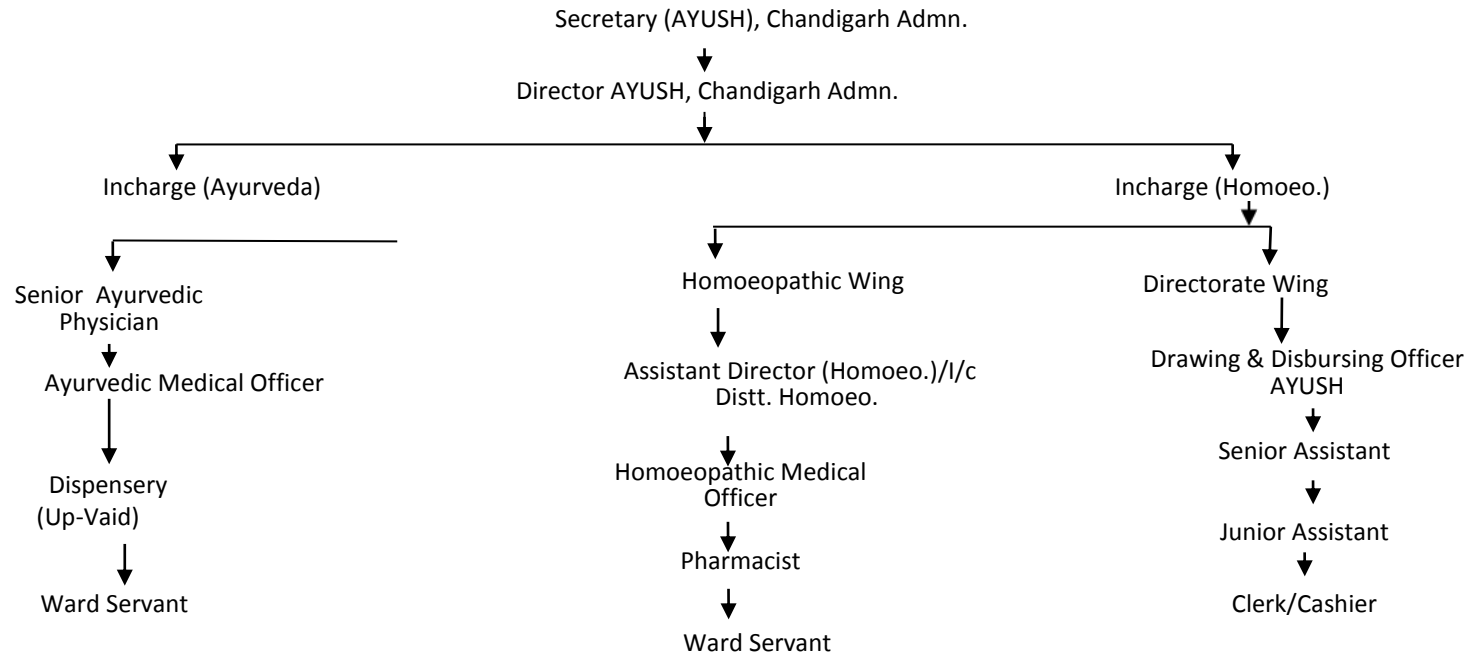 Secretary (AYUSH), Chandigarh Admn.
Director AYUSH, Chandigarh Admn.
Incharge (Ayurveda)
Incharge (Homoeo.)
Senior Ayurvedic
Physician
Ayurvedic Medical Officer
Dispensery
(Up-Vaid)
Ward Servant
Homoeopathic Wing
Assistant Director (Homoeo.)/I/c
Distt. Homoeo.
Homoeopathic Medical
Officer
Pharmacist
Ward Servant
Directorate Wing
Drawing & Disbursing Officer
AYUSH
Senior Assistant
Junior Assistant
Clerk/Cashier